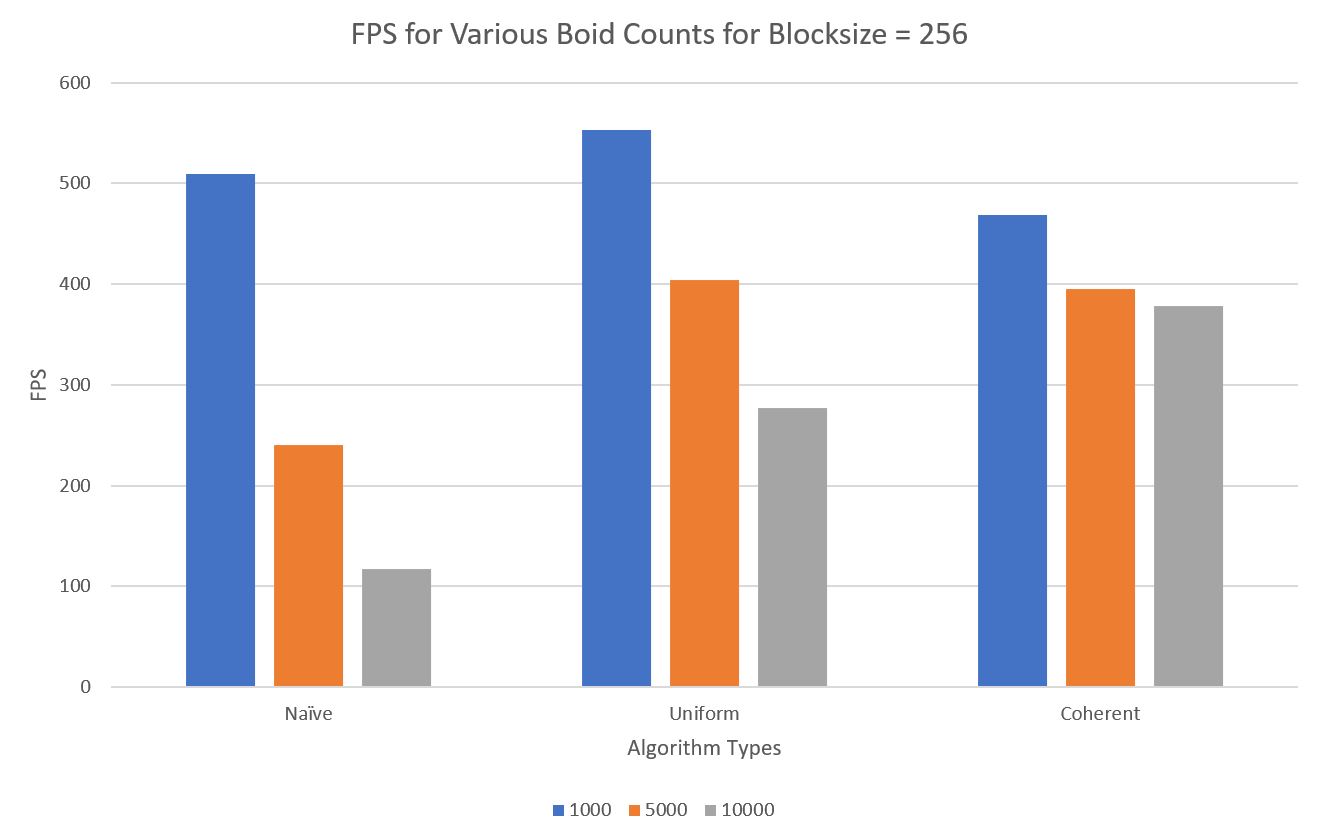 FPS for Various Boid Counts for Blocksize = 256
600
500
400
300
200
100
0
FPS
Naïve Uniform Coherent
Algorithm Types
1000 5000 10000